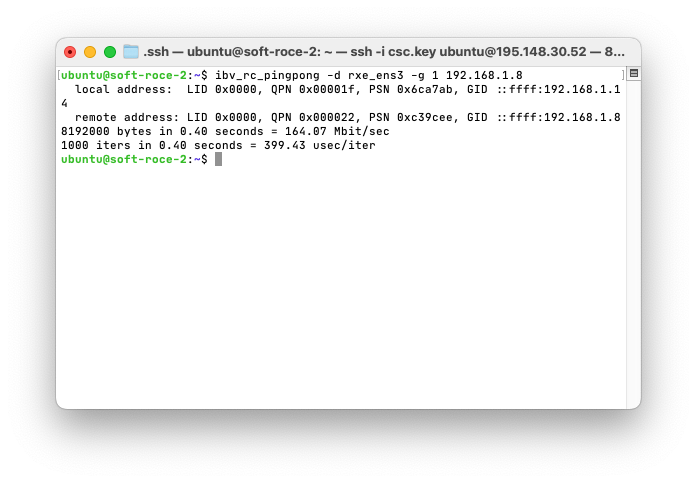 .ssh — ubuntu@soft-roce-2: ~ — ssh -i csc.key ubuntu@195.148.30.52 — 8...
[ubuntu@soft-roce-2:~$ ibv_rc_pingpong -d rxe_ens3 -g 1 192.168.1.8 ]
  local address:  LID 0x0000, QPN 0x00001f, PSN 0x6ca7ab, GID ::ffff:192.168.1.1
4
  remote address: LID 0x0000, QPN 0x000022, PSN 0xc39cee, GID ::ffff:192.168.1.8
8192000 bytes in 0.40 seconds = 164.07 Mbit/sec
1000 iters in 0.40 seconds = 399.43 usec/iter
ubuntu@soft-roce-2:~$